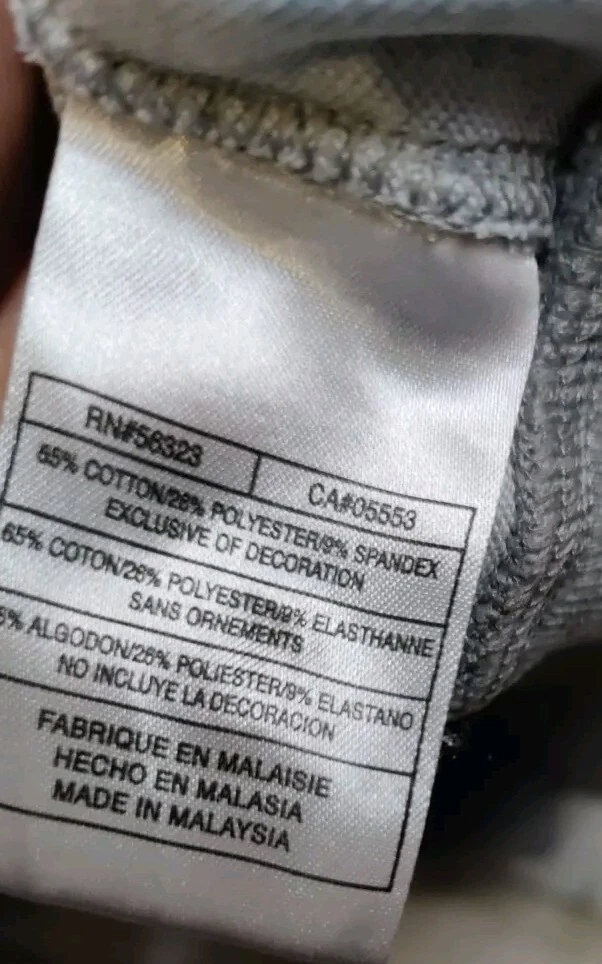 RN#56323
CA#05553
65% COTTON/26% POLYESTER/9% SPANDEX
EXCLUSIVE OF DECORATION
65% COTON/26% POLYESTER/9% ELASTHANNE
SANS ORNEMENTS
5% ALGODON/26% POLIESTER/9% ELASTANO
NO INCLUYE LA DECORACION
FABRIQUE EN MALAISIE
HECHO EN MALASIA
MADE IN MALAYSIA